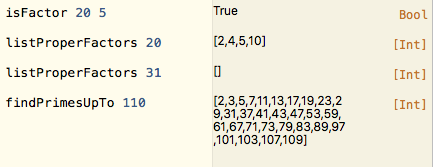 isFactor 20 5 True Bool
listProperFactors 20 [2,4,5,10] [Int]
listProperFactors 31 [] [Int]
findPrimesUpTo 110 [2,3,5,7,11,13,17,19,23,2 [Int]
9,31,37,41,43,47,53,59,
61,67,71,73,79,83,89,97
,101,103,107,109]